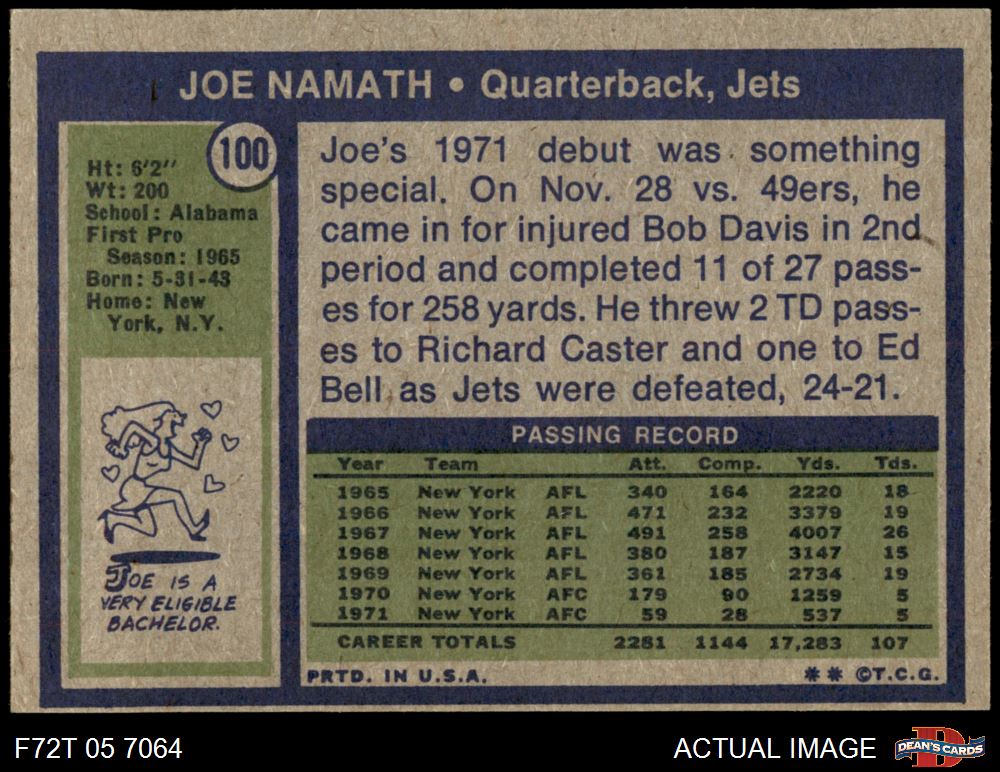 JOE NAMATH • Quarterback, Jets
100
Ht: 6'2''
Wt: 200
School: Alabama
First Pro
Season: 1965
Born: 5-31-43
Home: New
York, N.Y.
JOE IS A
VERY ELIGIBLE
BACHELOR.
Joe's 1971 debut was something
special. On Nov. 28 vs. 49ers, he
came in for injured Bob Davis in 2nd
period and completed 11 of 27 pass-
es for 258 yards. He threw 2 TD pass-
es to Richard Caster and one to Ed
Bell as Jets were defeated, 24-21.
PASSING RECORD
Year Team Att. Comp. Yds. Tds.
1965 New York AFL 340 164 2220 18
1966 New York AFL 471 232 3379 19
1967 New York AFL 491 258 4007 26
1968 New York AFL 380 187 3147 15
1969 New York AFL 361 185 2734 19
1970 New York AFC 179 90 1259 5
1971 New York AFC 59 28 537 5
CAREER TOTALS 2281 1144 17,283 107
PRTD. IN U.S.A. ** ©T.C.G.
F72T 05 7064 ACTUAL IMAGE D DEAN'S CARDS